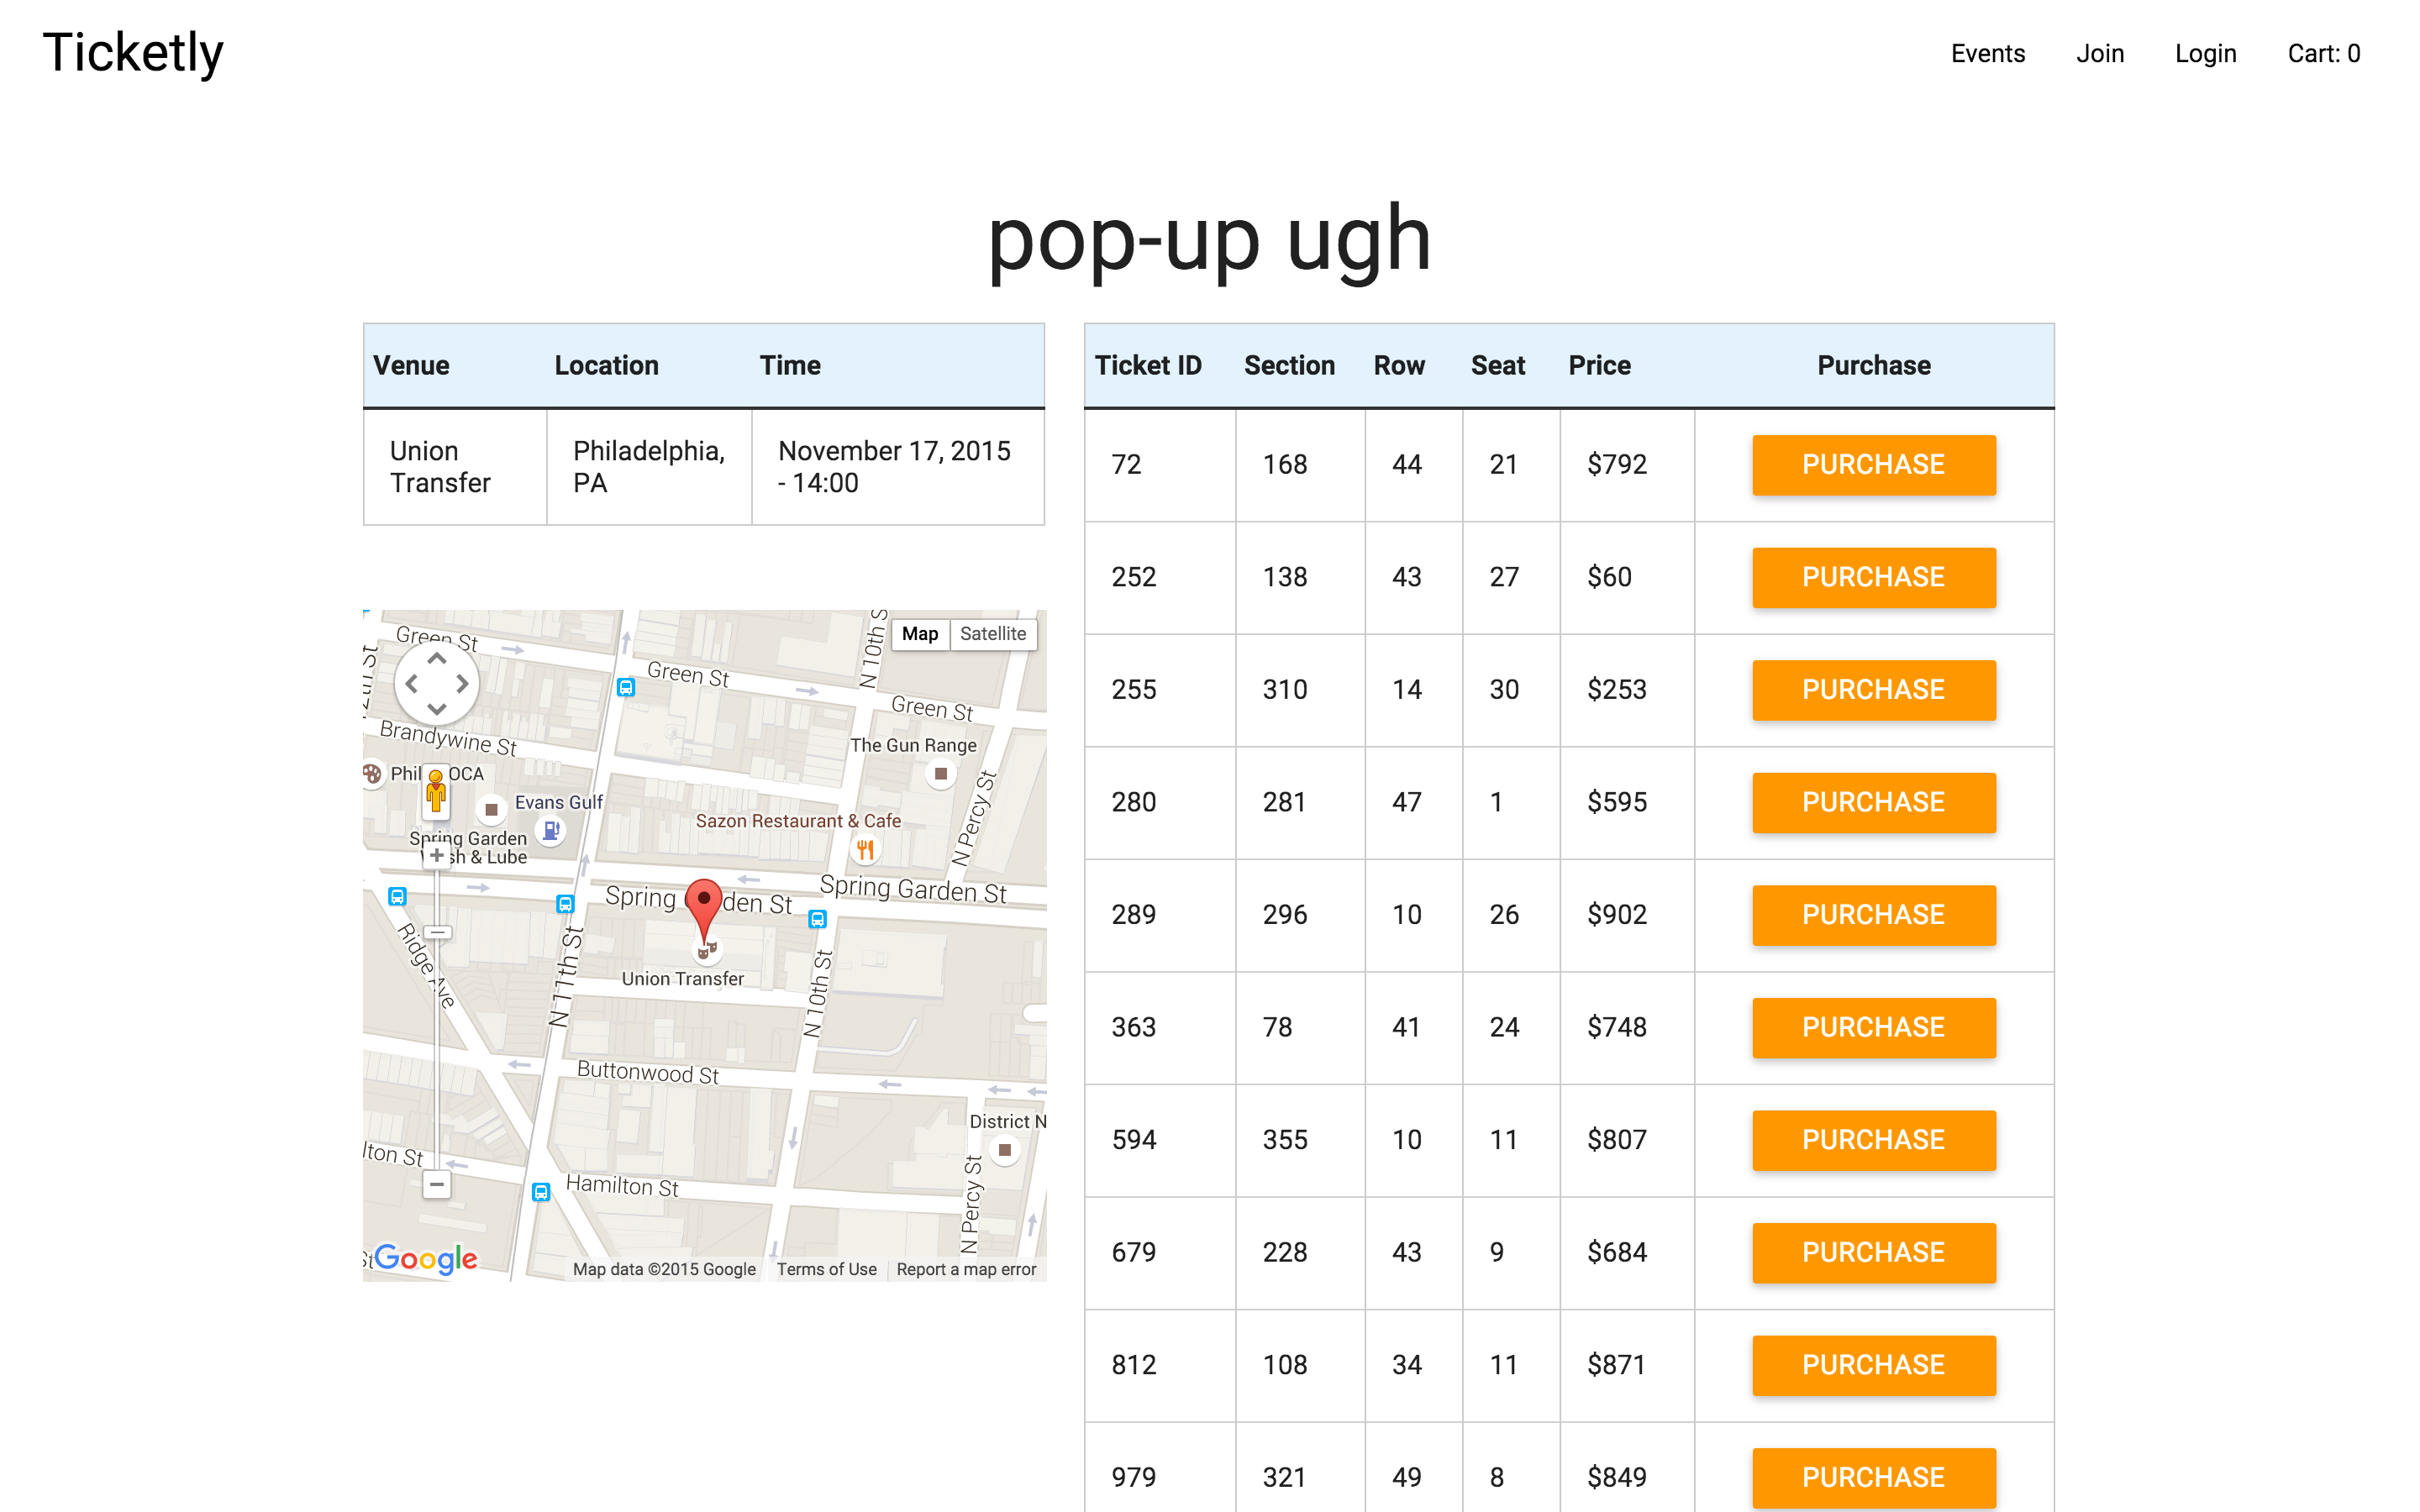 Ticketly
Events Join Login Cart: 0
pop-up ugh
Venue Location Time
Union Transfer Philadelphia, PA November 17, 2015 - 14:00
Green St
Map Satellite
N 10th S
Green St
Green St
Brandywine St
The Gun Range
Evans Gulf
N Percy St
Sazon Restaurant & Cafe
Spring Garden
& Lube
Spring Garden St
Spring den St
Ridge Ave
N 11th St
Union Transfer
N 10th St
Buttonwood St
District N
lton St
Hamilton St
N Percy St
Google
Map data ©2015 Google Terms of Use Report a map error
Ticket ID Section Row Seat Price Purchase
72 168 44 21 $792 PURCHASE
252 138 43 27 $60 PURCHASE
255 310 14 30 $253 PURCHASE
280 281 47 1 $595 PURCHASE
289 296 10 26 $902 PURCHASE
363 78 41 24 $748 PURCHASE
594 355 10 11 $807 PURCHASE
679 228 43 9 $684 PURCHASE
812 108 34 11 $871 PURCHASE
979 321 49 8 $849 PURCHASE